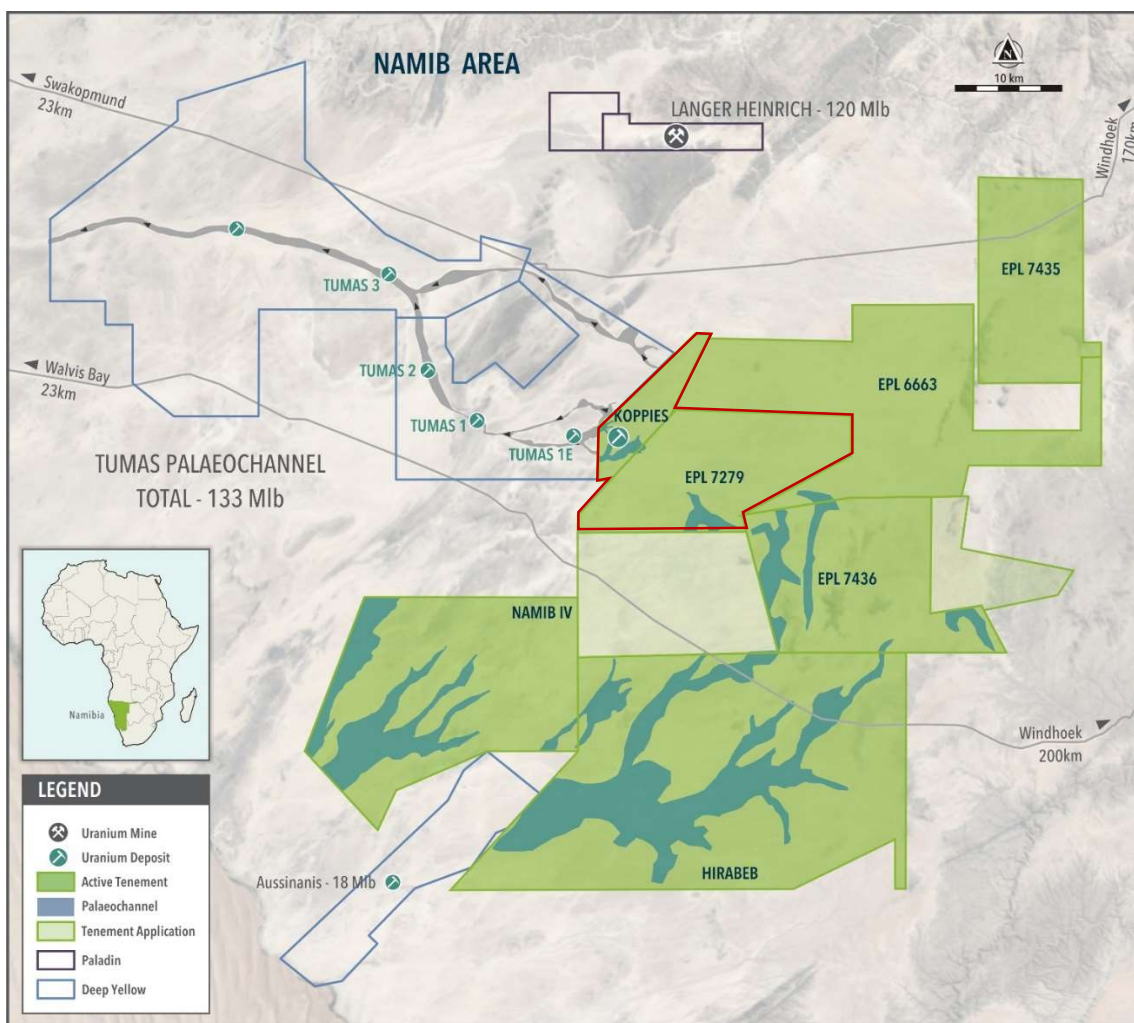 NAMIB AREA
N
10 km
Swakopmund
23km
LANGER HEINRICH - 120 Mlb
Windhoek
170km
EPL 7435
TUMAS 3
Walvis Bay
23km
TUMAS 2
EPL 6663
TUMAS 1
KOPPIES
TUMAS 1E
TUMAS PALAEOCHANNEL
TOTAL - 133 Mlb
EPL 7279
EPL 7436
NAMIB IV
Namibia
Windhoek
200km
HIRABEB
Aussinanis - 18 Mlb
LEGEND
Uranium Mine
Uranium Deposit
Active Tenement
Palaeochannel
Tenement Application
Paladin
Deep Yellow